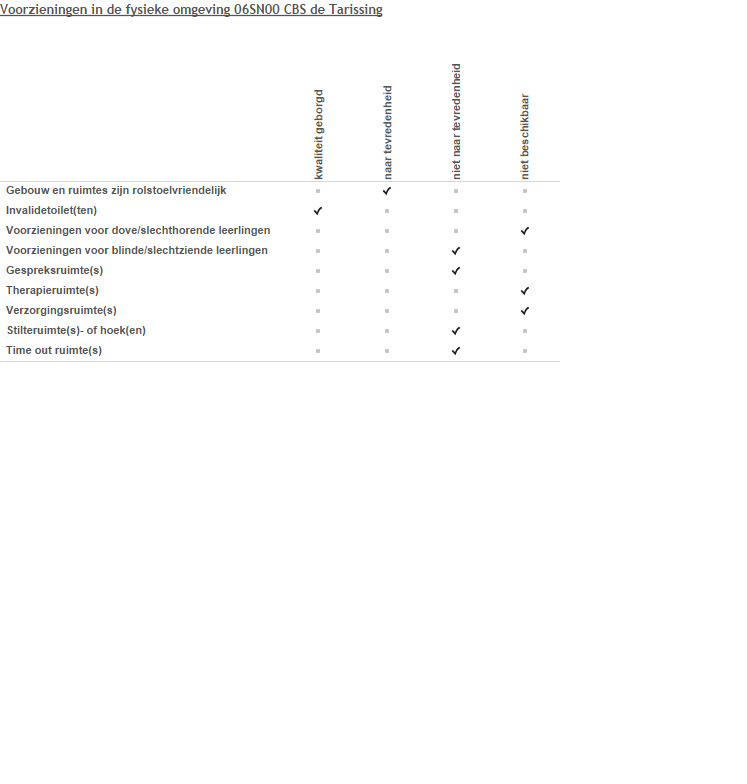 Voorzieningen in de fysieke omgeving 06SN00 CBS de Tarissing
kwaliteit geborgd
naar tevredenheid
niet naar tevredenheid
niet beschikbaar
Gebouw en ruimtes zijn rolstoelvriendelijk
Invalidetoilet(ten)
Voorzieningen voor dove/slechthorende leerlingen
Voorzieningen voor blinde/slechtziende leerlingen
Gespreksruimte(s)
Therapieruimte(s)
Verzorgingsruimte(s)
Stilteruimte(s)- of hoek(en)
Time out ruimte(s)